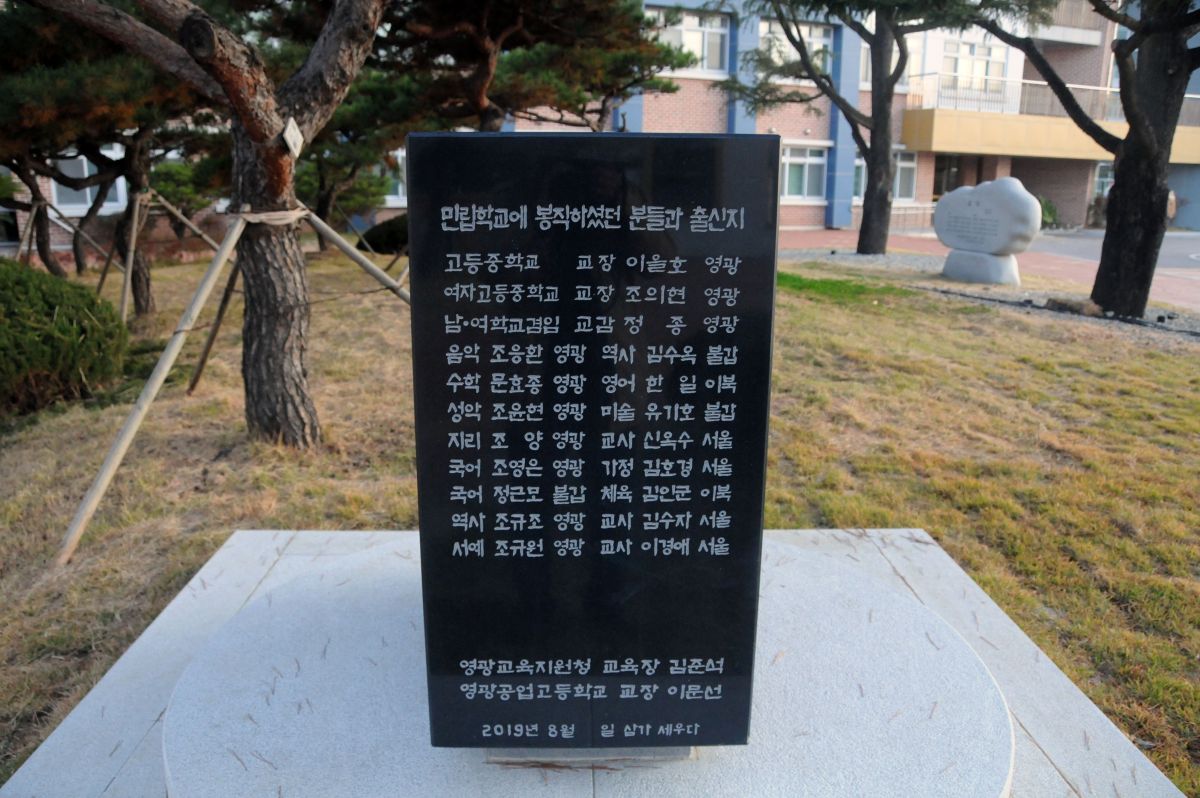 민립학교에 봉직하셨던 분들과 출신지
고등중학교 교장 이을호 영광
여자고등중학교 교장 조의현 영광
남·여학교겸임 교감 정 종 영광
음악 조응환 영광 역사 김수옥 불갑
수학 문효종 영광 영어 한 일 이북
성악 조윤현 영광 미술 유기호 불갑
지리 조 양 영광 교사 신옥수 서울
국어 조영은 영광 가정 김호경 서울
국어 정근모 불갑 체육 김인군 이북
역사 조규조 영광 교사 김수자 서울
서예 조규원 영광 교사 이경애 서울
영광교육지원청 교육장 김준석
영광공업고등학교 교장 이문선
2019년 8월 일 삼가 세우다